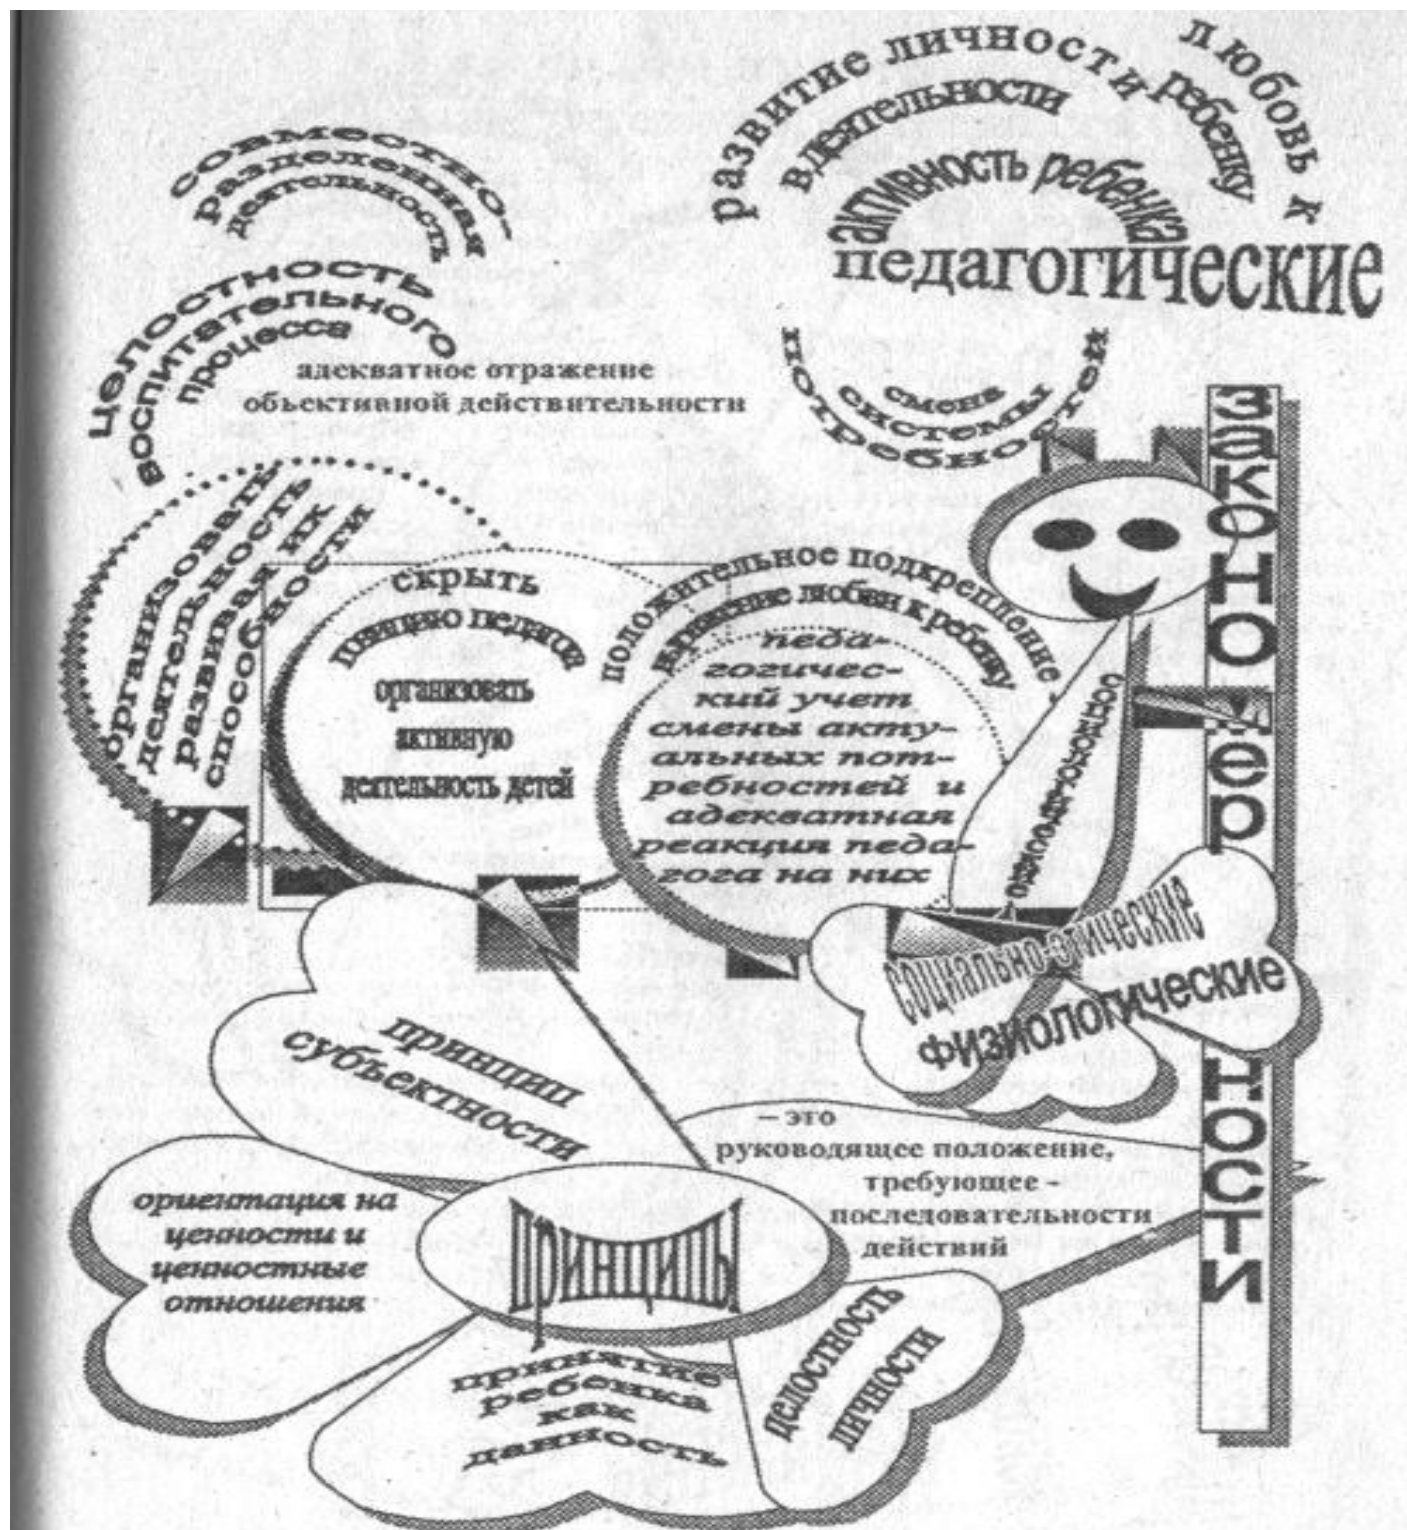 развитие личности
в деятельности
активность ребенка
любовь к
ребенку
педагогические
совместно-
разделенная
деятельность
целостность
воспитательного
процесса
адекватное отражение
объективной действительности
смена
системы
потребностей
организовать
деятельность
развивая их
способности
скрыть
позицию педагога
организовать
активную
деятельность детей
положительное подкрепление -
выражение любви к ребенку
педа-
гогичес-
кий учет
смены акту-
альных пот-
ребностей и
адекватная
реакция педа-
гога на них
социально-этические
физиологические
принцип
субъектности
– это
руководящее положение,
требующее -
последовательности
действий
ориентация на
ценности и
ценностные
отношения
принципы
принятие
ребенка
как
данность
целостность
личности
закономерности